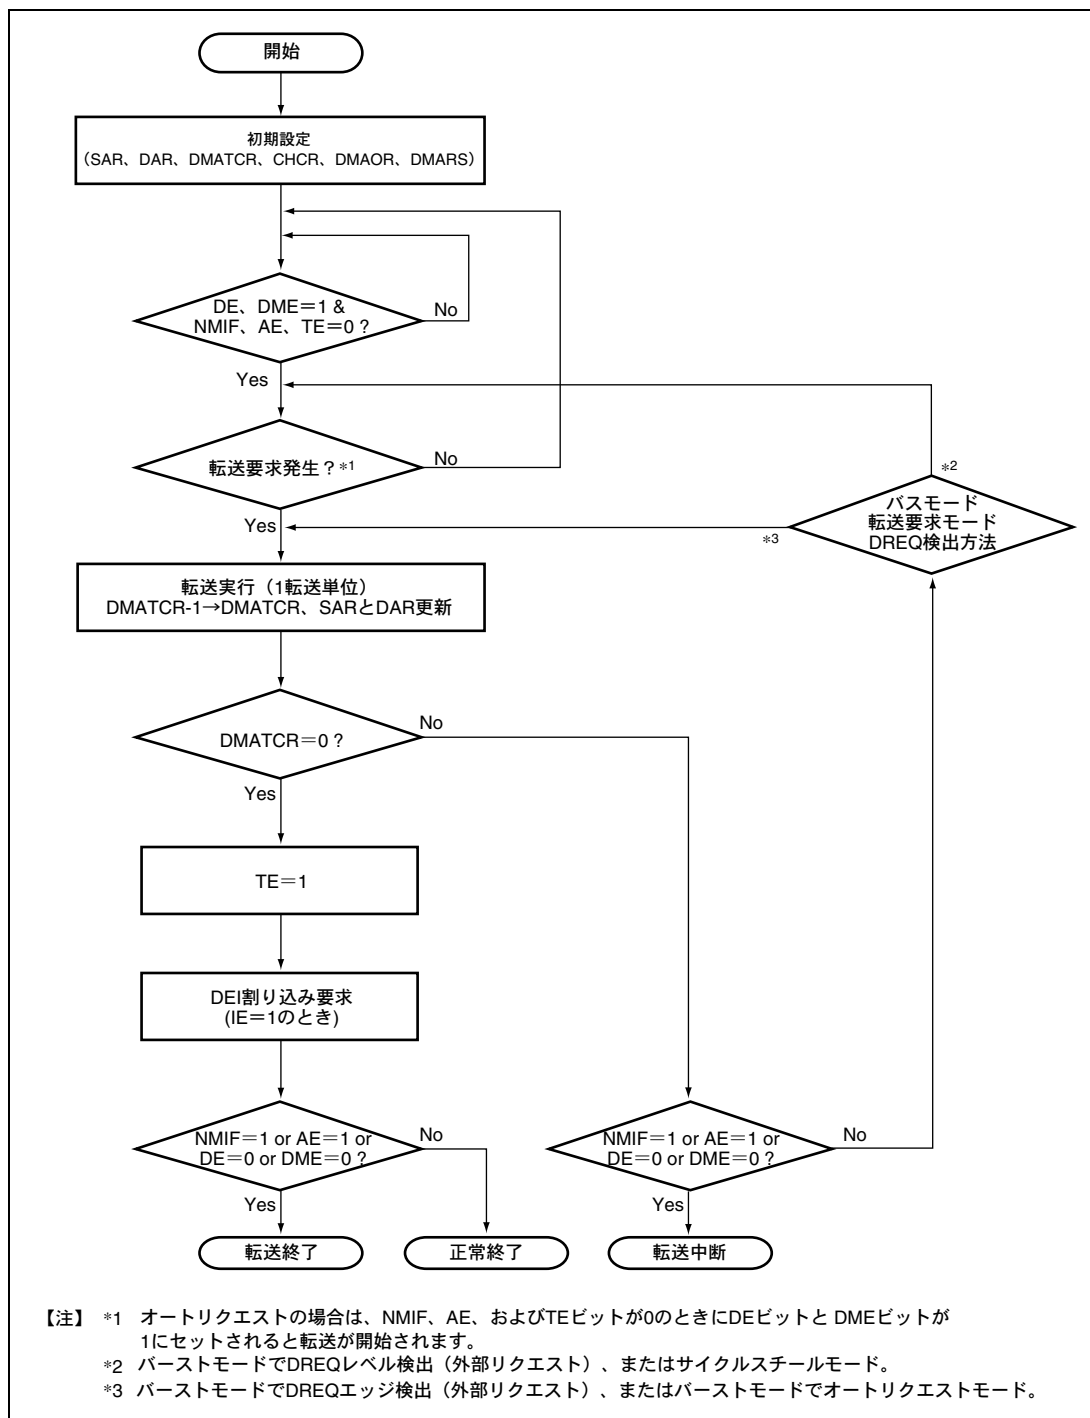 開始
初期設定
（SAR、DAR、DMATCR、CHCR、DMAOR、DMARS）
DE、DME＝1 &
NMIF、AE、TE＝0 ?
No
Yes
転送要求発生？*1
No
Yes
*2
バスモード
転送要求モード
DREQ検出方法
*3
転送実行（1転送単位）
DMATCR-1→DMATCR、SARとDAR更新
DMATCR＝0 ?
No
Yes
TE＝1
DEI割り込み要求
(IE＝1のとき)
NMIF＝1 or AE＝1 or
DE＝0 or DME＝0 ?
No
Yes
NMIF＝1 or AE＝1 or
DE＝0 or DME＝0 ?
No
Yes
転送終了
正常終了
転送中断
【注】 *1 オートリクエストの場合は、NMIF、AE、およびTEビットが0のときにDEビットと DMEビットが
1にセットされると転送が開始されます。
*2 バーストモードでDREQレベル検出（外部リクエスト）、またはサイクルスチールモード。
*3 バーストモードでDREQエッジ検出（外部リクエスト）、またはバーストモードでオートリクエストモード。